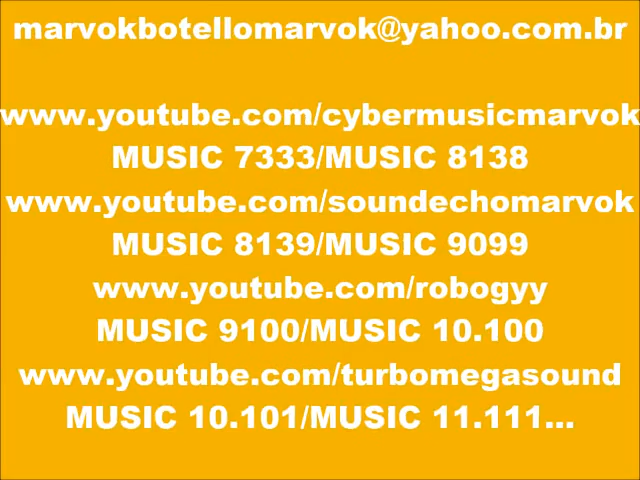 marvokbotellomarvok@yahoo.com.br
www.youtube.com/cybermusicmarvok
MUSIC 7333/MUSIC 8138
www.youtube.com/soundechomarvok
MUSIC 8139/MUSIC 9099
www.youtube.com/robogyy
MUSIC 9100/MUSIC 10.100
www.youtube.com/turbomegasound
MUSIC 10.101/MUSIC 11.111...